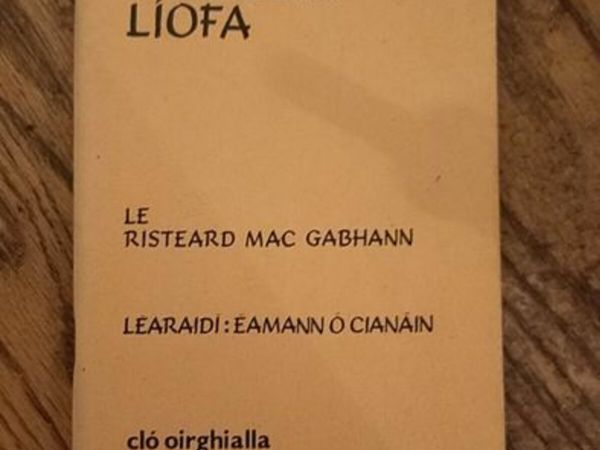 LÍOFA
LE
RISTEARD MAC GABHANN
LÉARAIDÍ: ÉAMANN Ó CIANÁIN
cló oirghialla